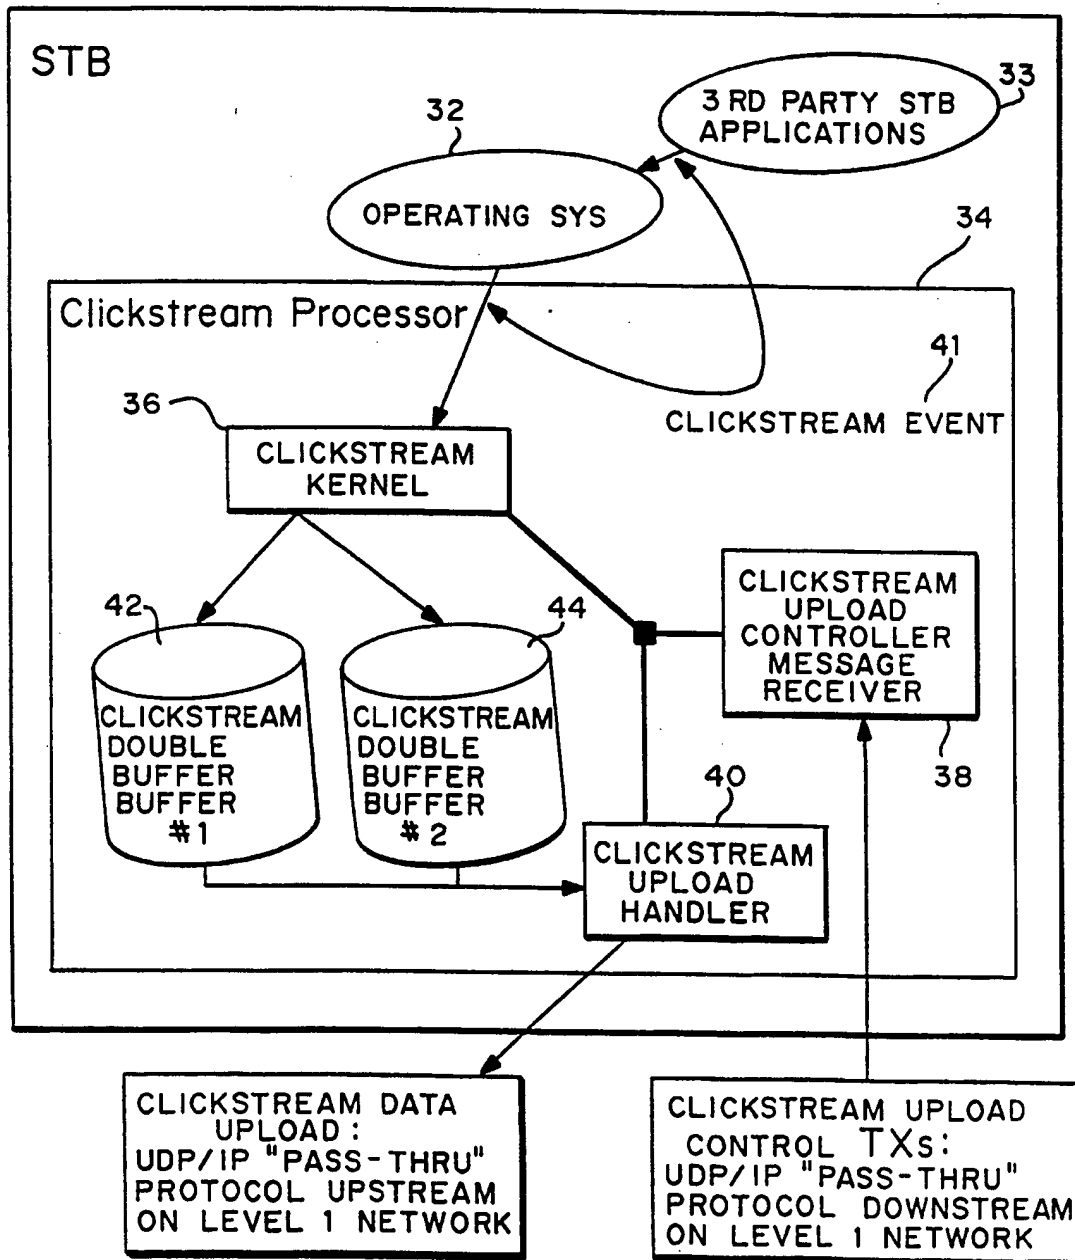 STB
33
3 RD PARTY STB
APPLICATIONS
32
OPERATING SYS
34
Clickstream Processor
41
CLICKSTREAM EVENT
36
CLICKSTREAM
KERNEL
42
CLICKSTREAM
DOUBLE
BUFFER
BUFFER
#1
44
CLICKSTREAM
DOUBLE
BUFFER
BUFFER
#2
CLICKSTREAM
UPLOAD
CONTROLLER
MESSAGE
RECEIVER
38
40
CLICKSTREAM
UPLOAD
HANDLER
CLICKSTREAM DATA
UPLOAD:
UDP/IP "PASS-THRU"
PROTOCOL UPSTREAM
ON LEVEL 1 NETWORK
CLICKSTREAM UPLOAD
CONTROL TXs:
UDP/IP "PASS-THRU"
PROTOCOL DOWNSTREAM
ON LEVEL 1 NETWORK